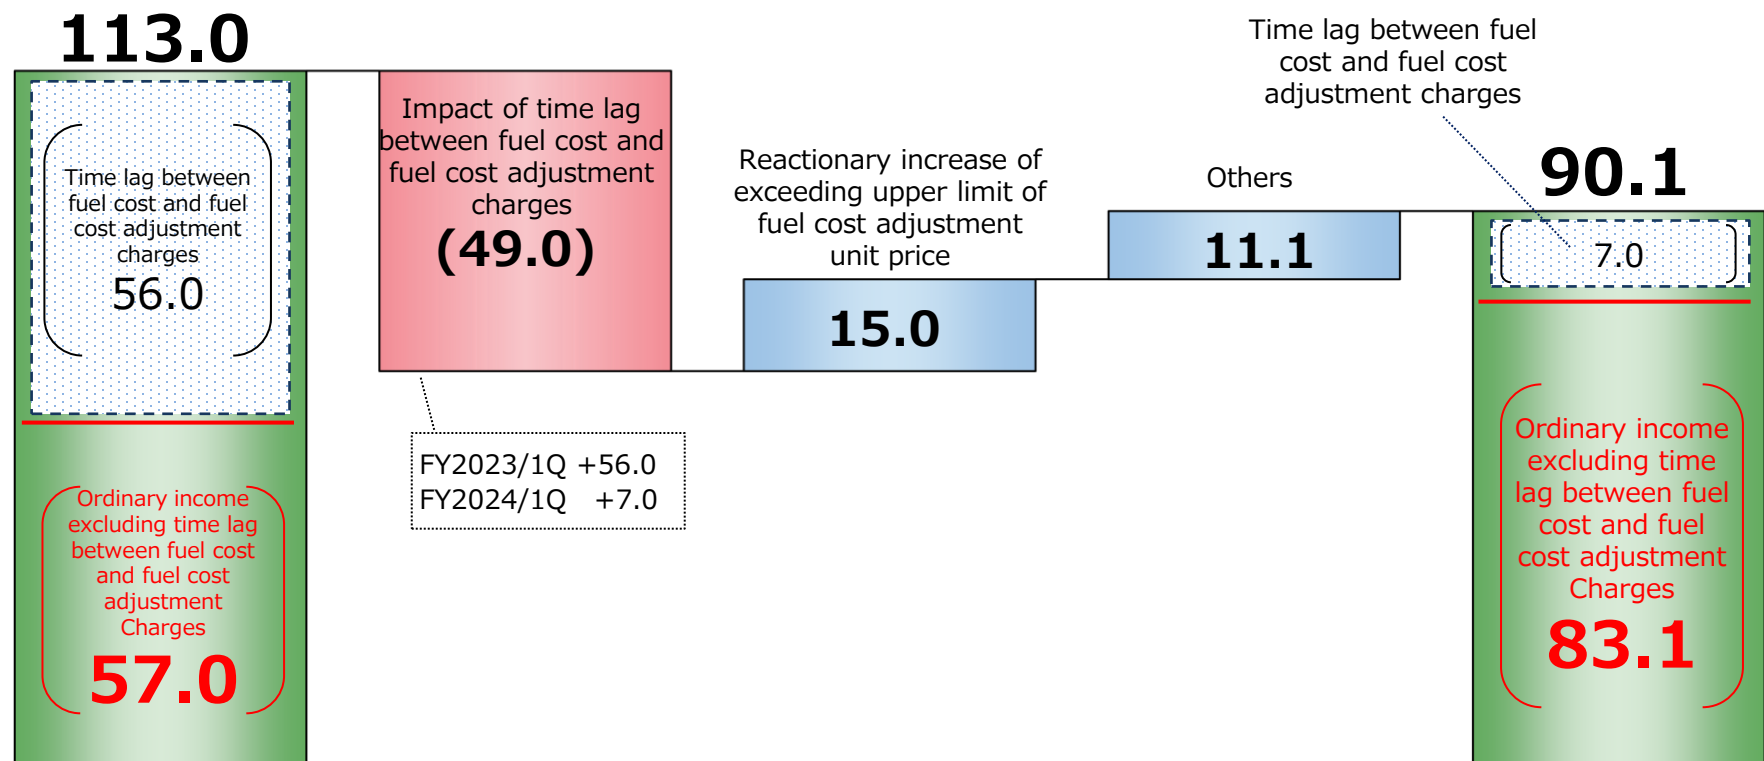 113.0
Time lag between
fuel cost and fuel
cost adjustment
charges
56.0
Ordinary income
excluding time lag
between fuel cost
and fuel cost
adjustment
Charges
57.0
Impact of time lag
between fuel cost and
fuel cost adjustment
charges
(49.0)
FY2023/1Q +56.0
FY2024/1Q +7.0
Reactionary increase of
exceeding upper limit of
fuel cost adjustment
unit price
15.0
Others
11.1
Time lag between fuel
cost and fuel cost
adjustment charges
90.1
7.0
Ordinary income
excluding time
lag between fuel
cost and fuel
cost adjustment
Charges
83.1